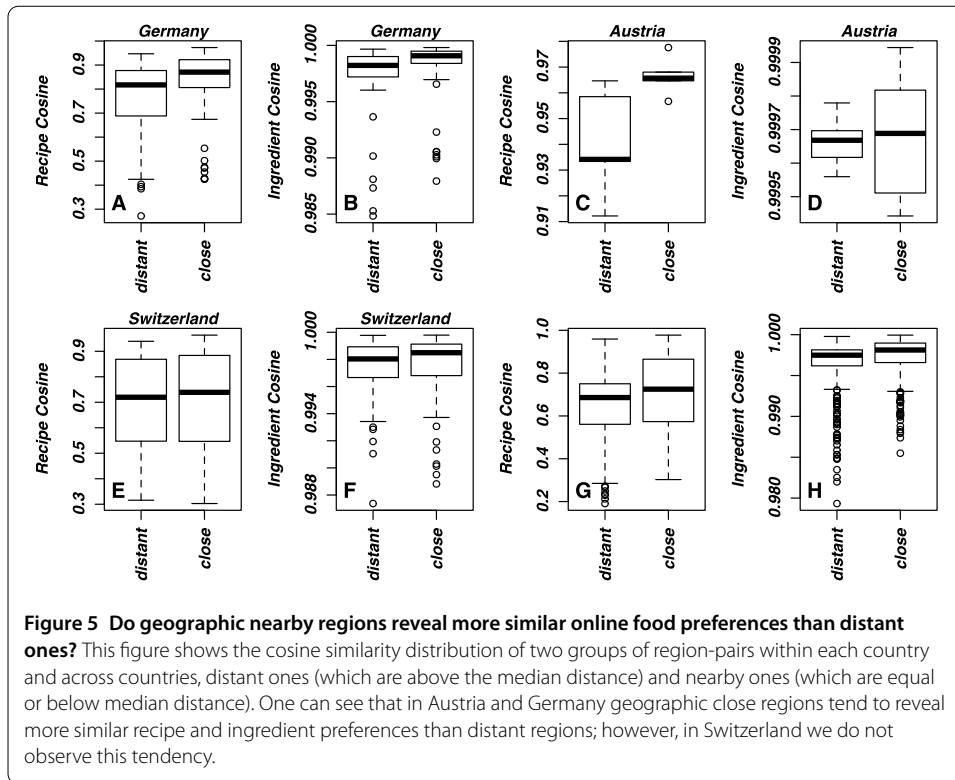 Germany
Recipe Cosine
0.9
0.7
0.5
0.3
A
distant
close
Germany
Ingredient Cosine
1.000
0.995
0.990
0.985
B
distant
close
Austria
Recipe Cosine
0.97
0.95
0.93
0.91
C
distant
close
Austria
Ingredient Cosine
0.9999
0.9997
0.9995
D
distant
close
Switzerland
Recipe Cosine
0.9
0.7
0.5
0.3
E
distant
close
Switzerland
Ingredient Cosine
1.000
0.994
0.988
F
distant
close
Recipe Cosine
1.0
0.8
0.6
0.4
0.2
G
distant
close
Ingredient Cosine
1.000
0.990
0.980
H
distant
close
Figure 5 Do geographic nearby regions reveal more similar online food preferences than distant
ones? This figure shows the cosine similarity distribution of two groups of region-pairs within each country
and across countries, distant ones (which are above the median distance) and nearby ones (which are equal
or below median distance). One can see that in Austria and Germany geographic close regions tend to reveal
more similar recipe and ingredient preferences than distant regions; however, in Switzerland we do not
observe this tendency.